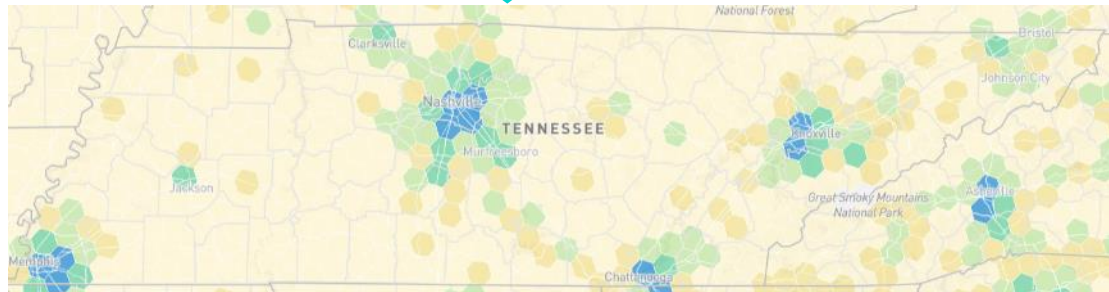 National Forest
Clarksville
Bristol
Johnson City
Nashville
TENNESSEE
Knoxville
Murfreesboro
Jackson
Great Smoky Mountains
National Park
Asheville
Memphis
Chattanooga